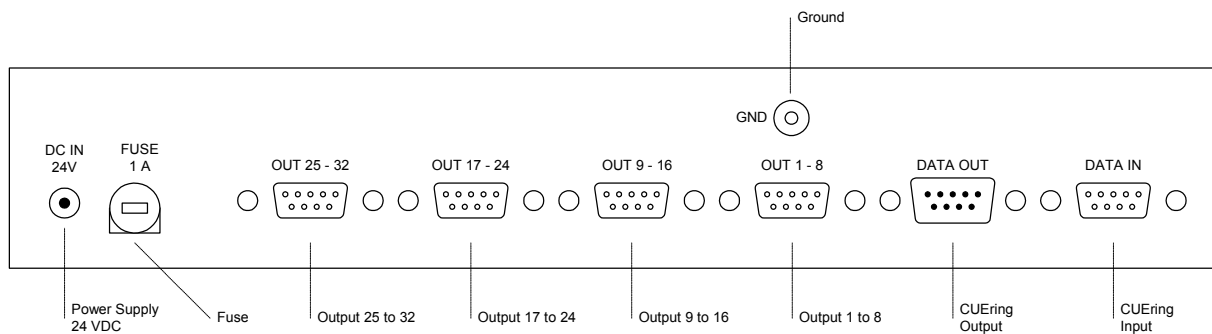 Ground
GND
DC IN
24V
FUSE
1 A
OUT 25 - 32
OUT 17 - 24
OUT 9 - 16
OUT 1 - 8
DATA OUT
DATA IN
Power Supply
24 VDC
Fuse
Output 25 to 32
Output 17 to 24
Output 9 to 16
Output 1 to 8
CUEring
Output
CUEring
Input